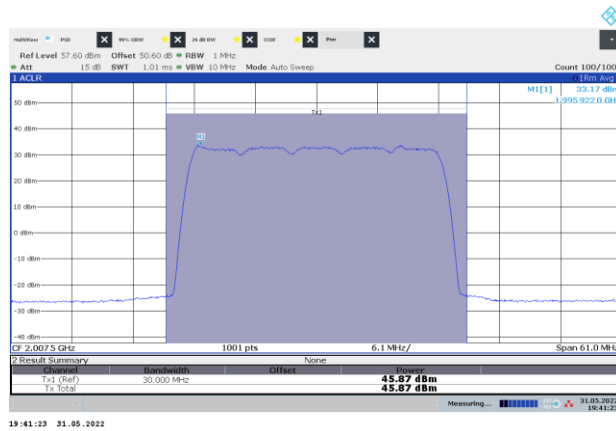 MultiView PSD X 99% OBW X 26 dB BW X CCDF X Pwr X
Ref Level 57.60 dBm Offset 50.60 dB RBW 1 MHz
Att 15 dB SWT 1.01 ms VBW 10 MHz Mode Auto Sweep Count 100/100
1 ACLR 1Rm Avg
M1[1] 33.17 dBm
1.995 922 0 GHz
50 dBm
Tx1
40 dBm
M1
30 dBm
20 dBm
10 dBm
0 dBm
-10 dBm
-20 dBm
-30 dBm
-40 dBm
CF 2.0075 GHz 1001 pts 6.1 MHz/ Span 61.0 MHz
2 Result Summary None
Channel Bandwidth Offset Power
Tx1 (Ref) 30.000 MHz 45.87 dBm
Tx Total 45.87 dBm
Measuring... 31.05.2022
19:41:23
19:41:23 31.05.2022